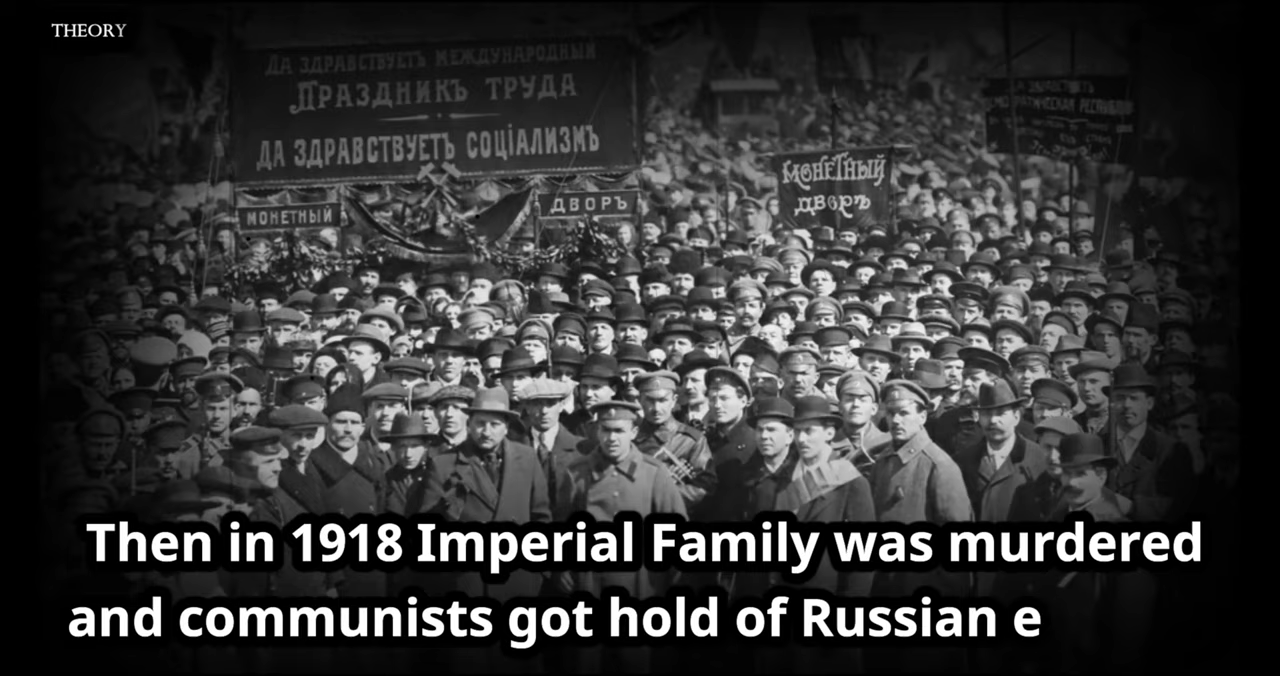 THEORY
ДА ЗДРАВСТВУЕТЪ МЕЖДУНАРОДНЫЙ
ПРАЗДНИКЪ ТРУДА
ДА ЗДРАВСТВУЕТЪ СОЦІАЛИЗМЪ
МОНЕТНЫЙ
ДВОРЪ
МОНЕТНЫЙ
ДВОРЪ
ЗДРАВСТВУЕТЪ
Then in 1918 Imperial Family was murdered
and communists got hold of Russian e